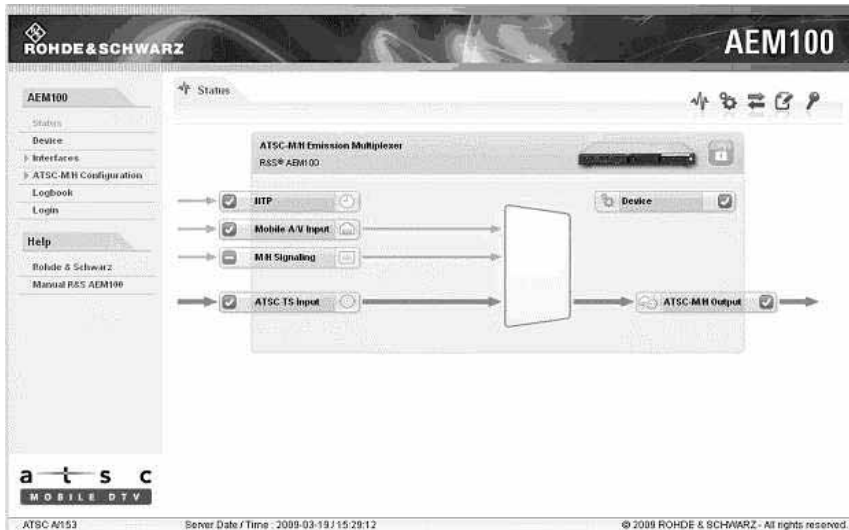 ROHDE&SCHWARZ
AEM100
AEM100
Status
Device
Interfaces
ATSC-M/H Configuration
Logbook
Login
Help
Rohde & Schwarz
Manual R&S AEM100
Status
ATSC-M/H Emission Multiplexer
R&S® AEM100
NTP
Mobile A/V Input
M/H Signaling
ATSC TS Input
Device
ATSC-M/H Output
atsc
MOBILE DTV
ATSC A/153
Server Date / Time : 2009-03-19 / 15:29:12
© 2009 ROHDE & SCHWARZ - All rights reserved.